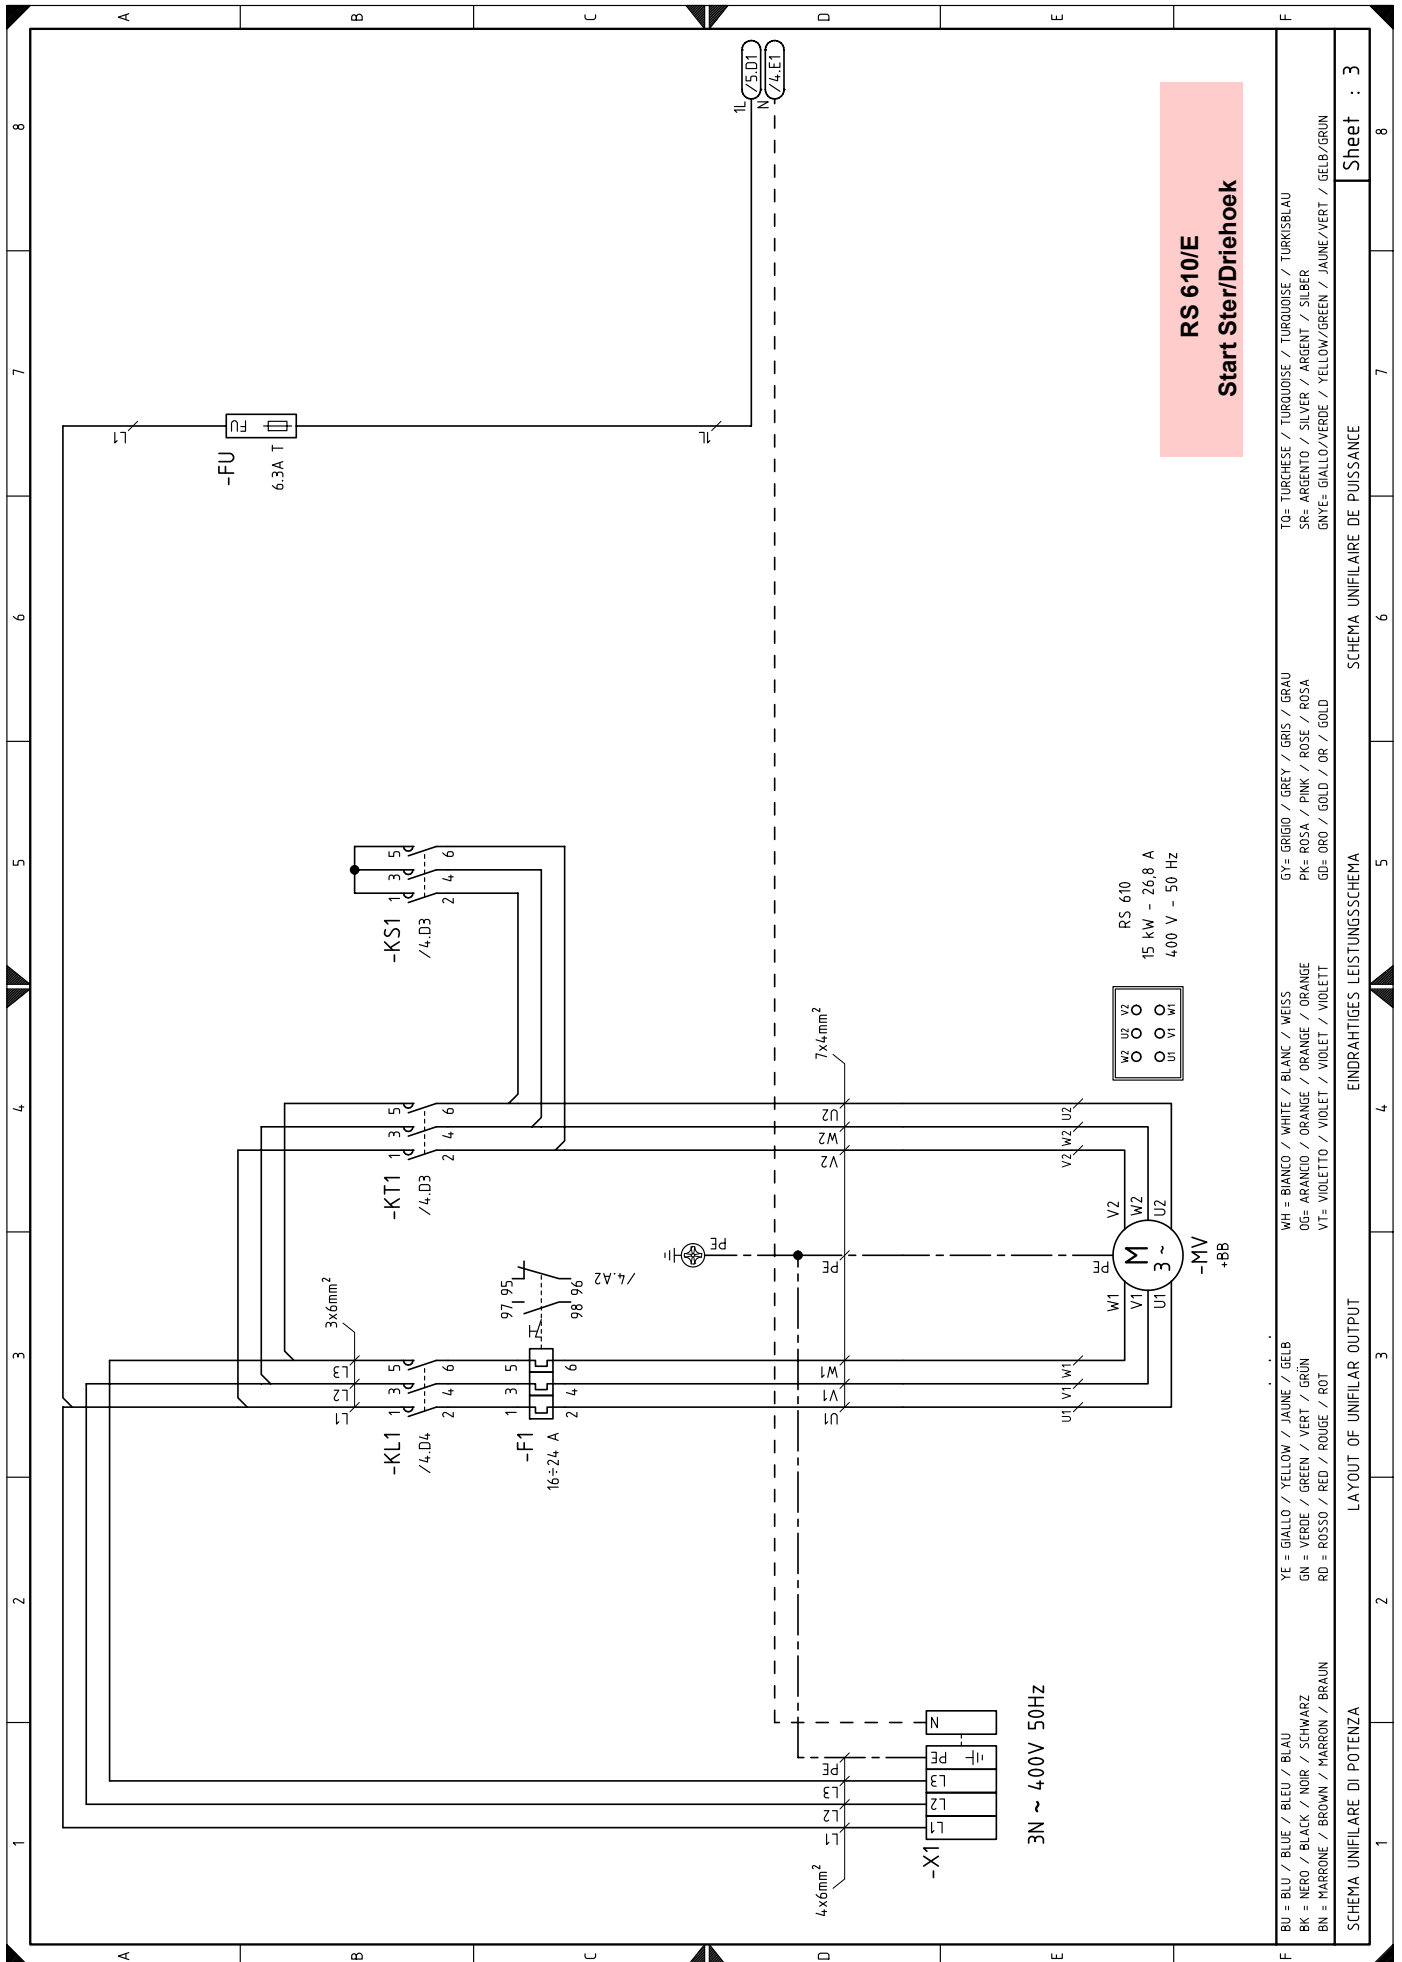 1 2 3 4 5 6 7 8
A
B
C
D
E
F
L1
-FU
FU
6.3A T
1L
1L
/5.D1
N
/4.E1
-KS1
/4.D3
1 3 5
2 4 6
-KT1
/4.D3
1 3 5
2 4 6
3x6mm²
L1 L2 L3
-KL1
/4.D4
1 3 5
2 4 6
-F1
16÷24 A
1 3 5
2 4 6
97 95
98 96
/4.A2
PE
7x4mm²
U1 V1 W1 PE V2 W2 U2
U1 V1 W1 V2 W2 U2
W1
V1
U1
PE
M
3 ~
V2
W2
U2
-MV
+BB
W2 U2 V2
U1 V1 W1
RS 610
15 kW - 26,8 A
400 V - 50 Hz
4x6mm²
L1 L2 L3 PE
-X1
L1 L2 L3 PE N
3N ~ 400V 50Hz
RS 610/E
Start Ster/Driehoek
BU = BLU / BLUE / BLEU / BLAU
BK = NERO / BLACK / NOIR / SCHWARZ
BN = MARRONE / BROWN / MARRON / BRAUN
YE = GIALLO / YELLOW / JAUNE / GELB
GN = VERDE / GREEN / VERT / GRÜN
RD = ROSSO / RED / ROUGE / ROT
WH = BIANCO / WHITE / BLANC / WEISS
OG= ARANCIO / ORANGE / ORANGE / ORANGE
VT= VIOLETTO / VIOLET / VIOLET / VIOLETT
GY= GRIGIO / GREY / GRIS / GRAU
PK= ROSA / PINK / ROSE / ROSA
GD= ORO / GOLD / OR / GOLD
TQ= TURCHESE / TURQUOISE / TURQUOISE / TURKISBLAU
SR= ARGENTO / SILVER / ARGENT / SILBER
GNYE= GIALLO/VERDE / YELLOW/GREEN / JAUNE/VERT / GELB/GRUN
SCHEMA UNIFILARE DI POTENZA
LAYOUT OF UNIFILAR OUTPUT
EINDRAHTIGES LEISTUNGSSCHEMA
SCHEMA UNIFILAIRE DE PUISSANCE
Sheet : 3
1 2 3 4 5 6 7 8
A
B
C
D
E
F